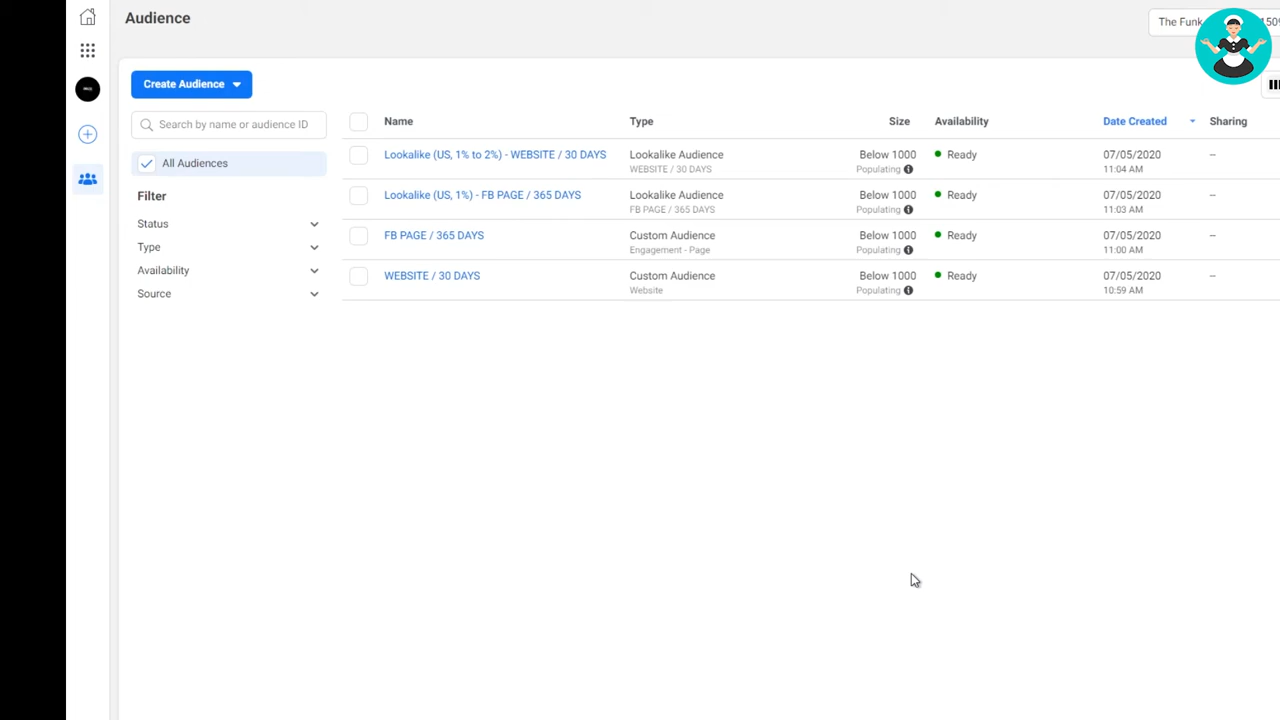 Audience
The Funk
Create Audience
Search by name or audience ID
All Audiences
Filter
Status
Type
Availability
Source
Name Type Size Availability Date Created Sharing
Lookalike (US, 1% to 2%) - WEBSITE / 30 DAYS Lookalike Audience Below 1000 Ready 07/05/2020 --
WEBSITE / 30 DAYS Populating 11:04 AM
Lookalike (US, 1%) - FB PAGE / 365 DAYS Lookalike Audience Below 1000 Ready 07/05/2020 --
FB PAGE / 365 DAYS Populating 11:03 AM
FB PAGE / 365 DAYS Custom Audience Below 1000 Ready 07/05/2020 --
Engagement - Page Populating 11:00 AM
WEBSITE / 30 DAYS Custom Audience Below 1000 Ready 07/05/2020 --
Website Populating 10:59 AM